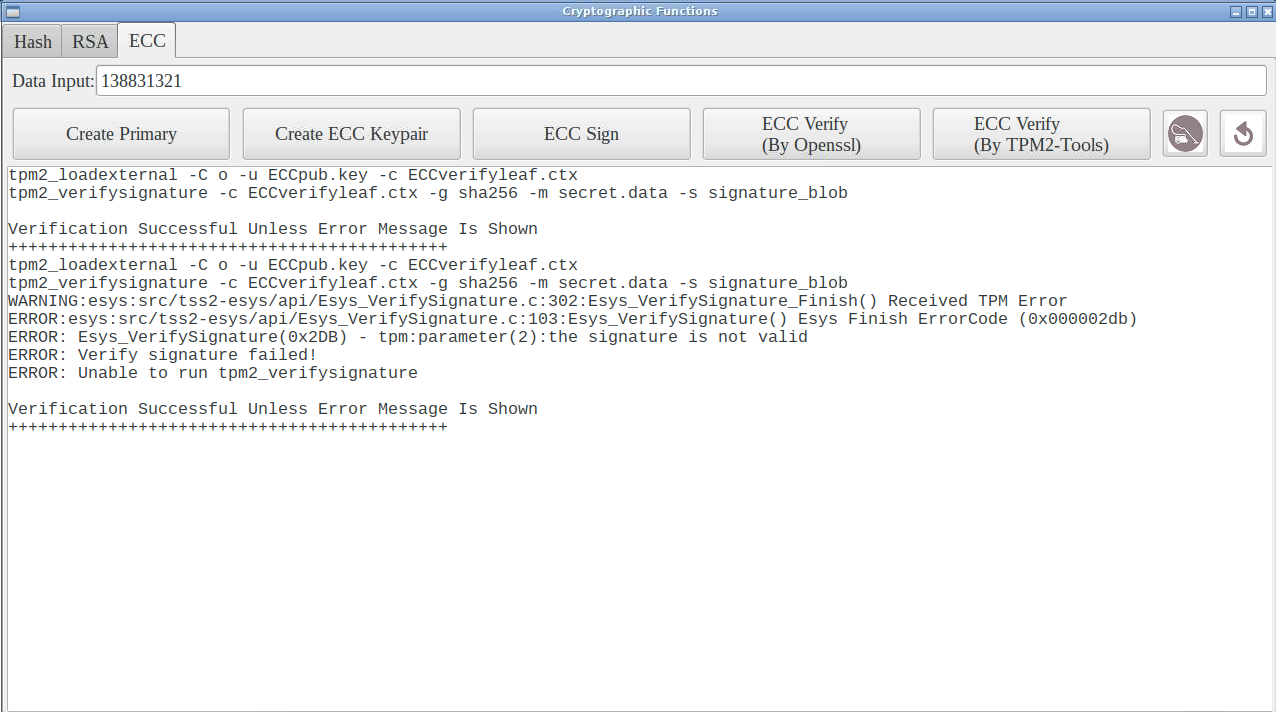 Cryptographic Functions
Hash RSA ECC
Data Input: 138831321
Create Primary
Create ECC Keypair
ECC Sign
ECC Verify
(By Openssl)
ECC Verify
(By TPM2-Tools)
tpm2_loadexternal -C o -u ECCpub.key -c ECCverifyleaf.ctx
tpm2_verifysignature -c ECCverifyleaf.ctx -g sha256 -m secret.data -s signature_blob
Verification Successful Unless Error Message Is Shown
++++++++++++++++++++++++++++++++++++++++++++
tpm2_loadexternal -C o -u ECCpub.key -c ECCverifyleaf.ctx
tpm2_verifysignature -c ECCverifyleaf.ctx -g sha256 -m secret.data -s signature_blob
WARNING:esys:src/tss2-esys/api/Esys_VerifySignature.c:302:Esys_VerifySignature_Finish() Received TPM Error
ERROR:esys:src/tss2-esys/api/Esys_VerifySignature.c:103:Esys_VerifySignature() Esys Finish ErrorCode (0x000002db)
ERROR: Esys_VerifySignature(0x2DB) - tpm:parameter(2):the signature is not valid
ERROR: Verify signature failed!
ERROR: Unable to run tpm2_verifysignature
Verification Successful Unless Error Message Is Shown
++++++++++++++++++++++++++++++++++++++++++++